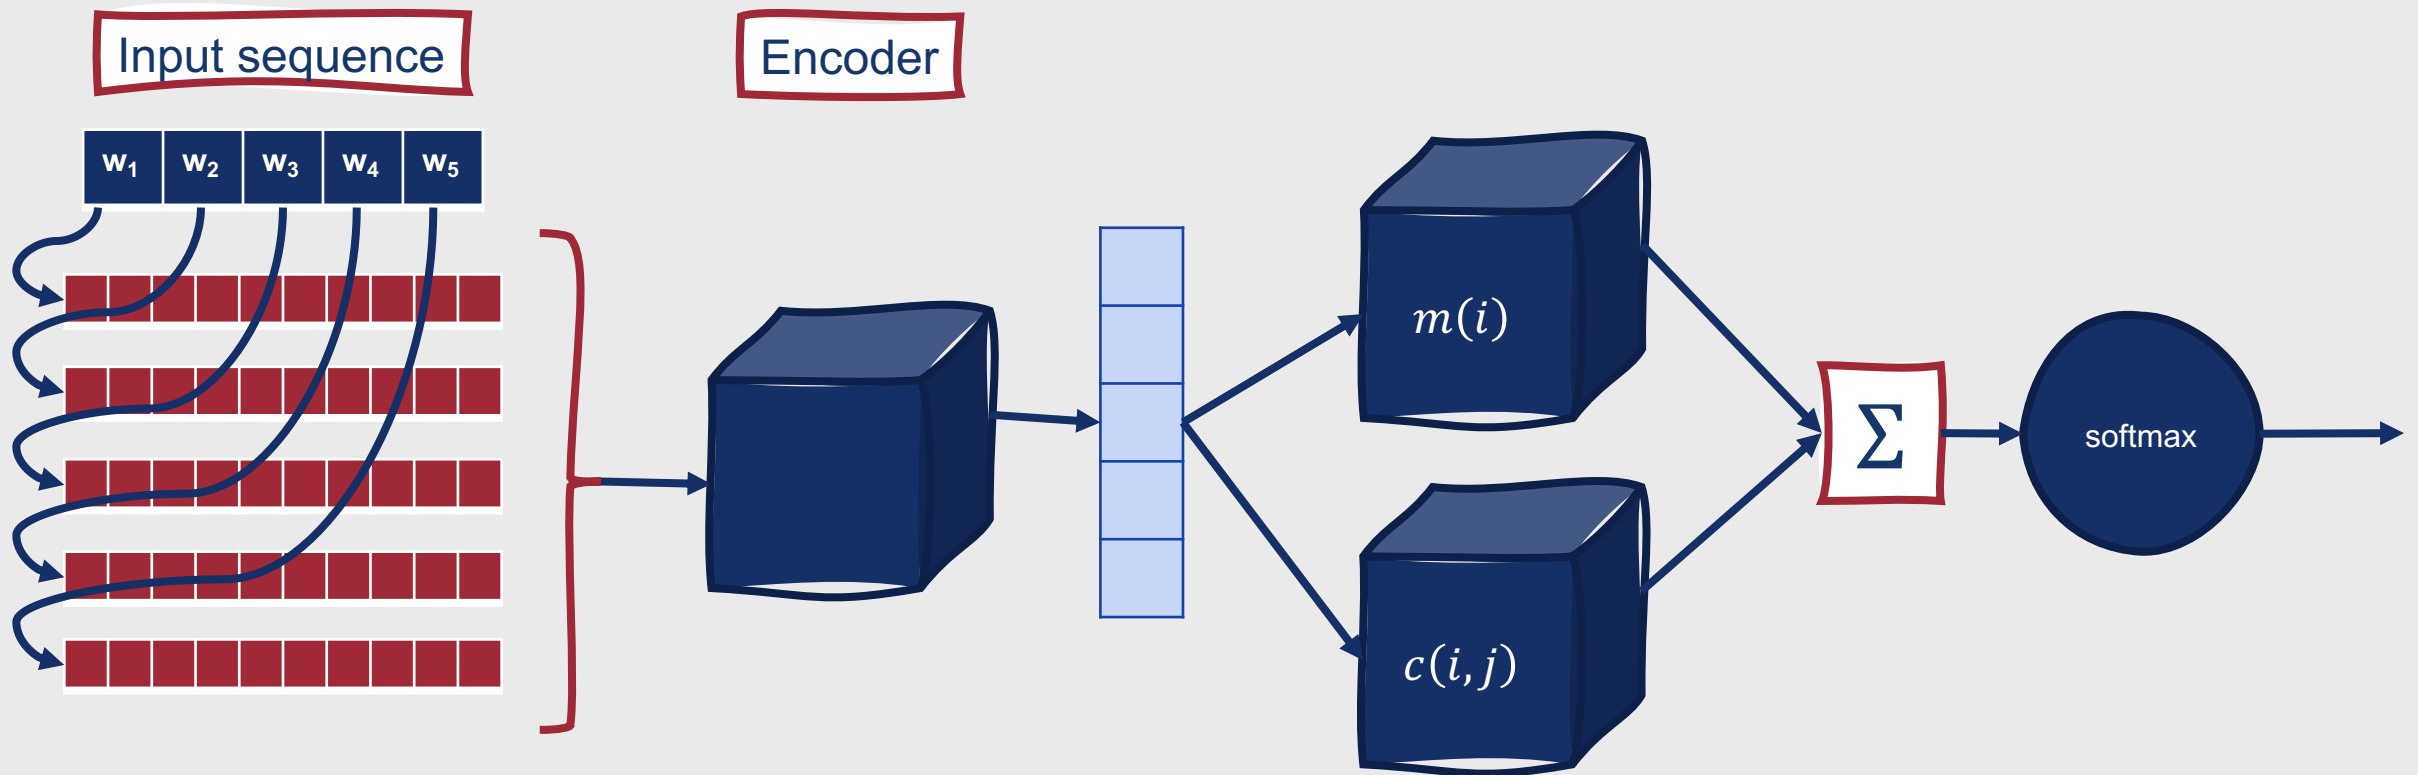 Input sequence
Encoder
w₁ w₂ w₃ w₄ w₅
m(i)
c(i, j)
Σ
softmax